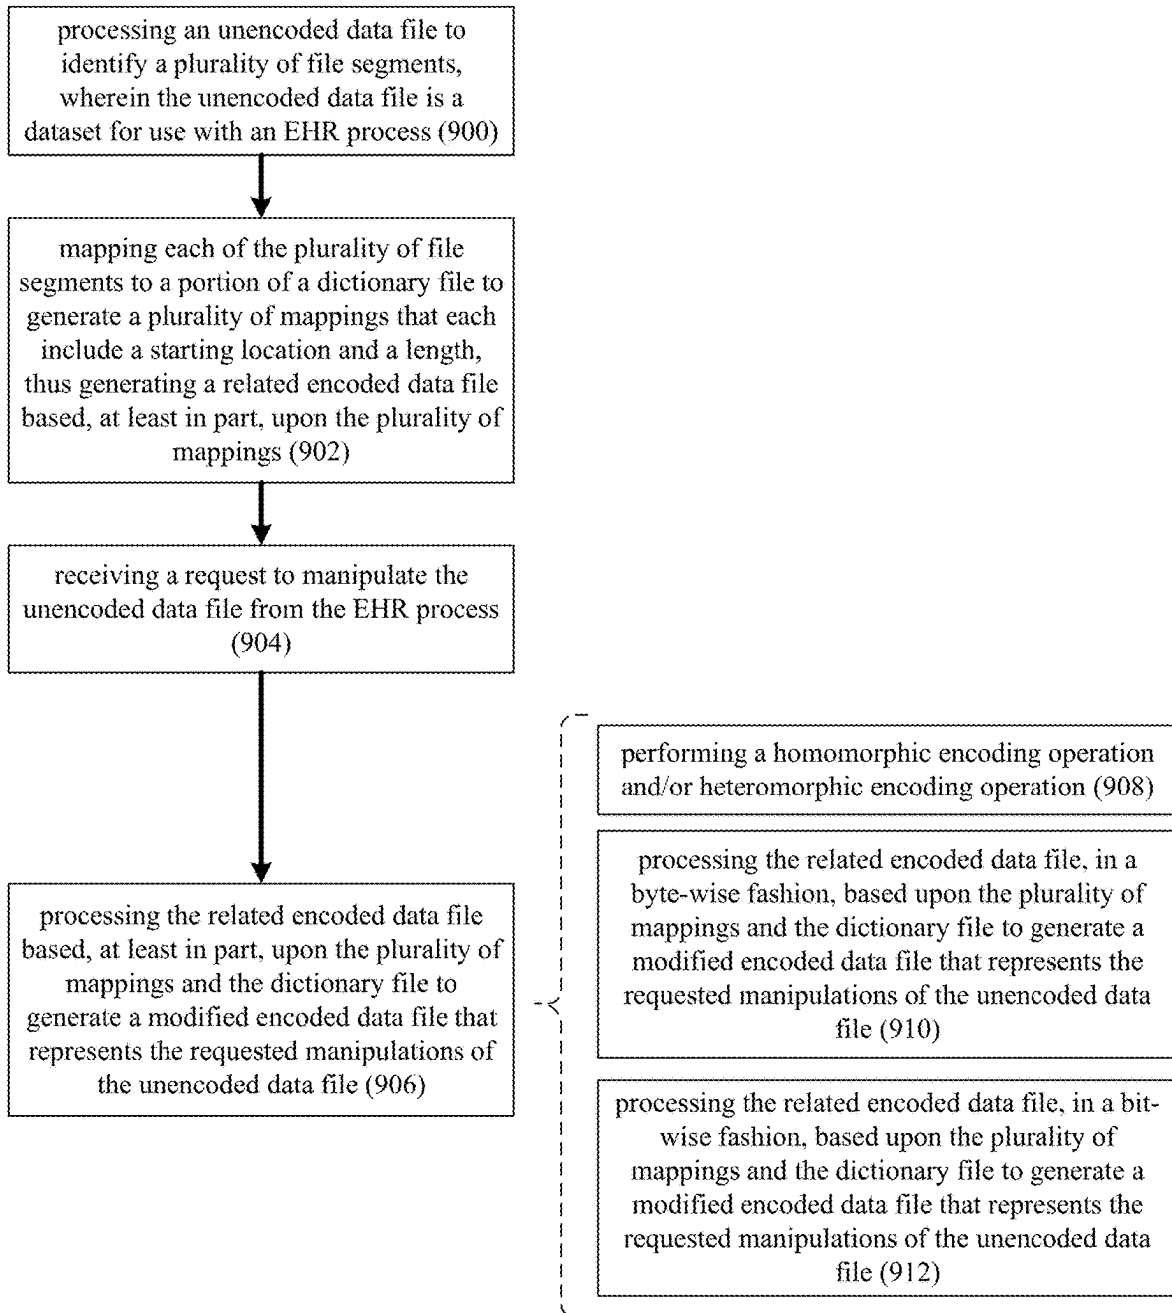 processing an unencoded data file to
identify a plurality of file segments,
wherein the unencoded data file is a
dataset for use with an EHR process (900)
mapping each of the plurality of file
segments to a portion of a dictionary file to
generate a plurality of mappings that each
include a starting location and a length,
thus generating a related encoded data file
based, at least in part, upon the plurality of
mappings (902)
receiving a request to manipulate the
unencoded data file from the EHR process
(904)
processing the related encoded data file
based, at least in part, upon the plurality of
mappings and the dictionary file to
generate a modified encoded data file that
represents the requested manipulations of
the unencoded data file (906)
performing a homomorphic encoding operation
and/or heteromorphic encoding operation (908)
processing the related encoded data file, in a
byte-wise fashion, based upon the plurality of
mappings and the dictionary file to generate a
modified encoded data file that represents the
requested manipulations of the unencoded data
file (910)
processing the related encoded data file, in a bit-
wise fashion, based upon the plurality of
mappings and the dictionary file to generate a
modified encoded data file that represents the
requested manipulations of the unencoded data
file (912)